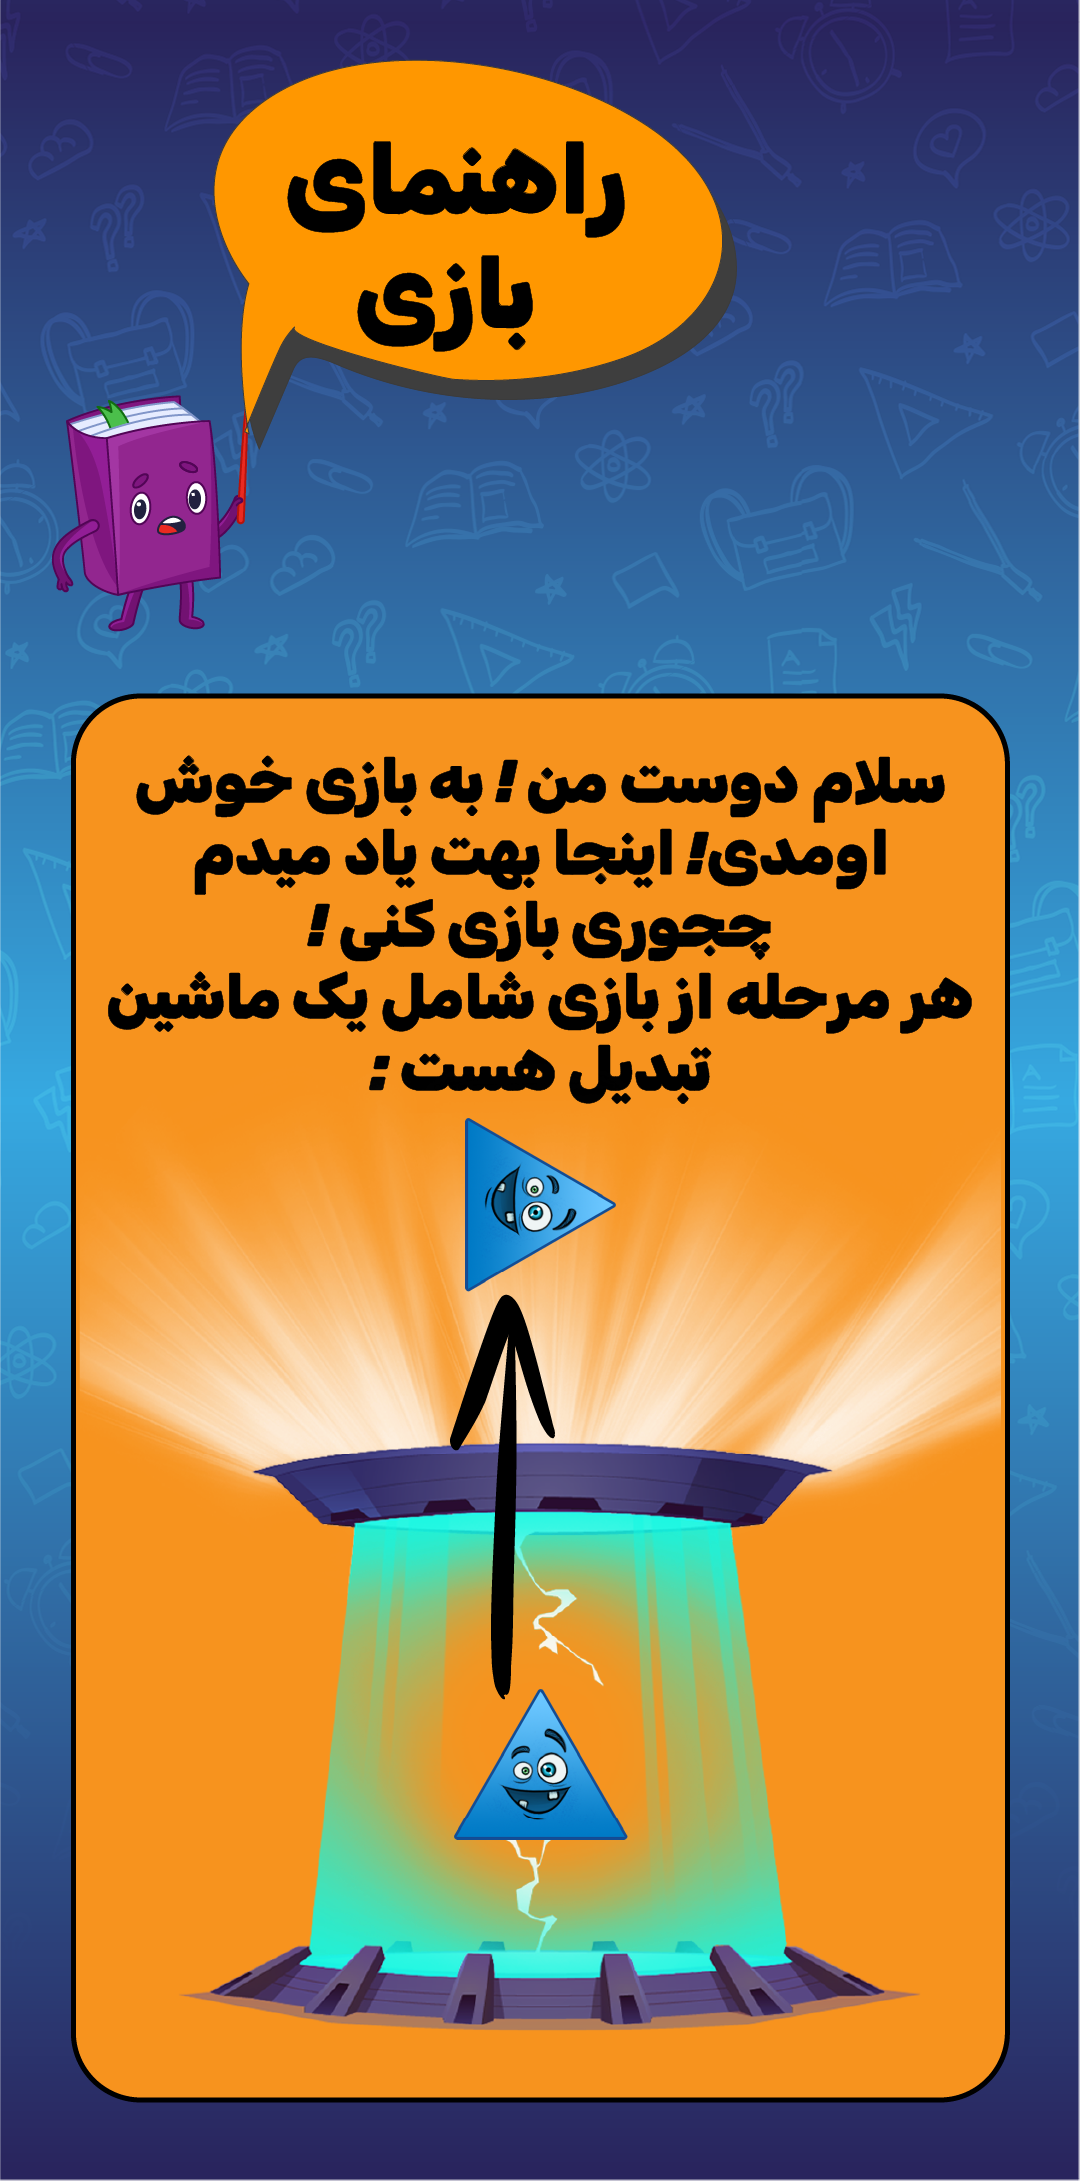 راهنمای
بازی
سلام دوست من ! به بازی خوش
اومدی! اینجا بهت یاد میدم
چجوری بازی کنی !
هر مرحله از بازی شامل یک ماشین
تبدیل هست :